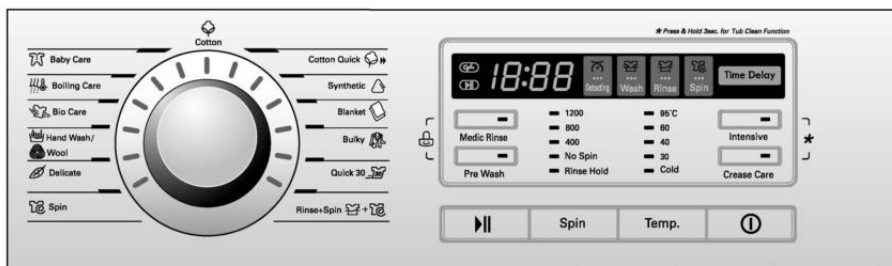 * Press & Hold 3sec. for Tub Clean Function
Cotton
Baby Care
Boiling Care
Bio Care
Hand Wash/
Wool
Delicate
Spin
Cotton Quick
Synthetic
Blanket
Bulky
Quick 30
Rinse+Spin
+
18:88
Detecting
Wash
Rinse
Spin
Time Delay
Medic Rinse
Pre Wash
1200
800
400
No Spin
Rinse Hold
95℃
60
40
30
Cold
Intensive
Crease Care
*
Spin
Temp.